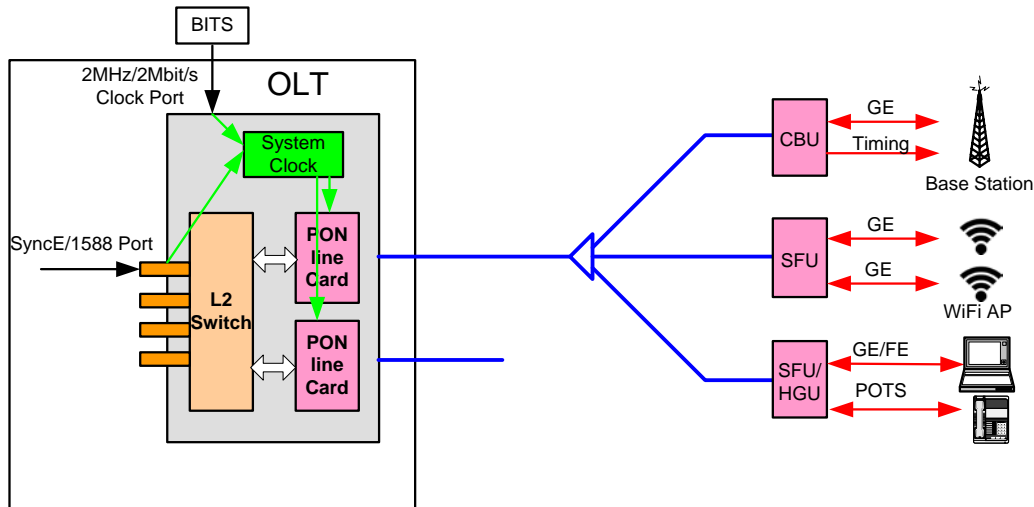 BITS
2MHz/2Mbit/s
Clock Port
OLT
System
Clock
SyncE/1588 Port
L2
Switch
PON
line
Card
PON
line
Card
CBU
GE
Timing
Base Station
SFU
GE
GE
WiFi AP
SFU/
HGU
GE/FE
POTS